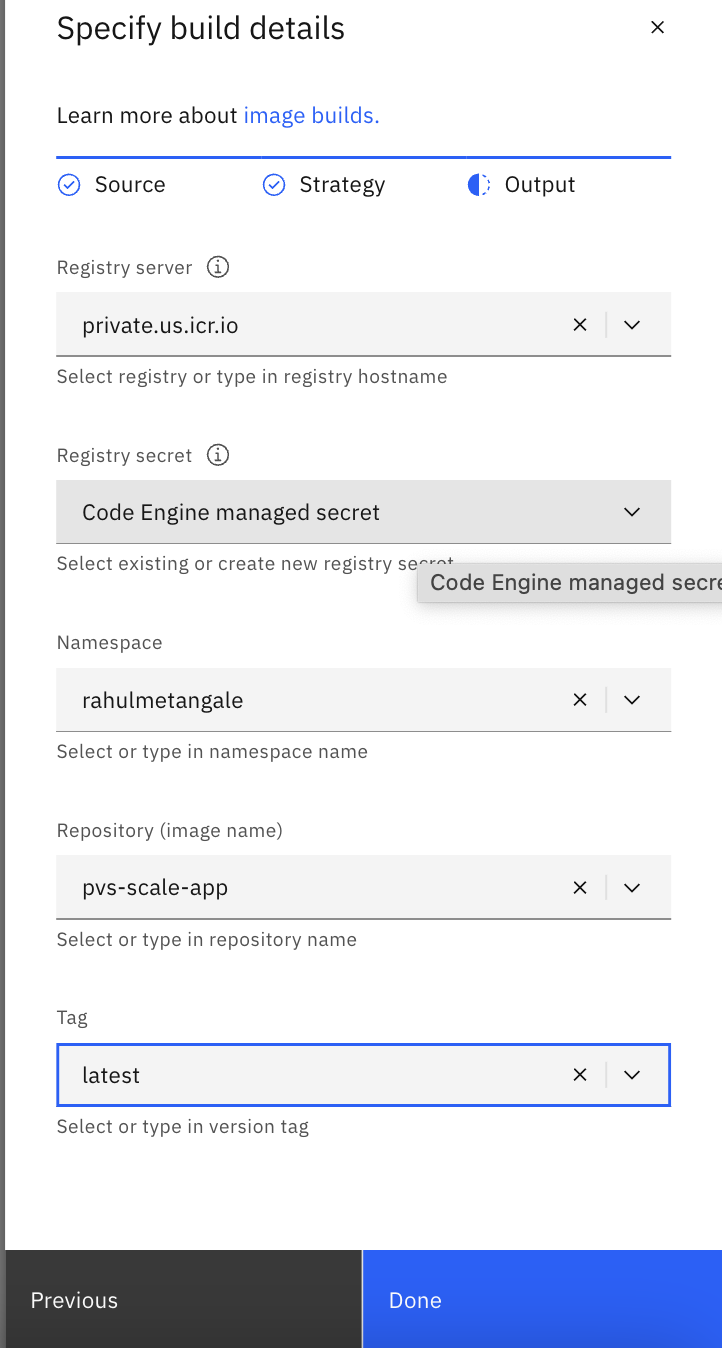 Specify build details
Learn more about image builds.
Source
Strategy
Output
Registry server
private.us.icr.io
Select registry or type in registry hostname
Registry secret
Code Engine managed secret
Select existing or create new registry secret
Code Engine managed secre
Namespace
rahulmetangale
Select or type in namespace name
Repository (image name)
pvs-scale-app
Select or type in repository name
Tag
latest
Select or type in version tag
Previous
Done